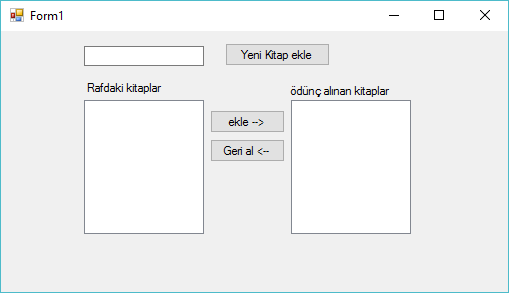 Form1
Yeni Kitap ekle
Rafdaki kitaplar
ödünç alınan kitaplar
ekle -->
Geri al <--